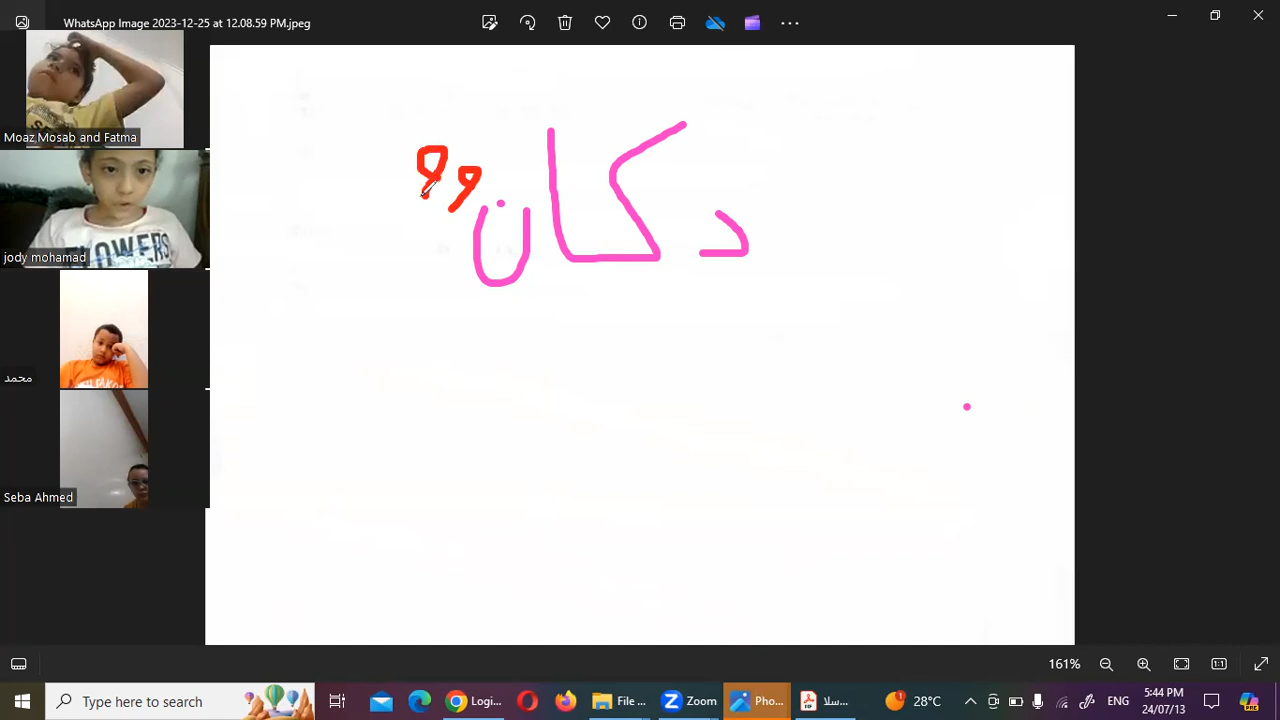 WhatsApp Image 2023-12-25 at 12.08.59 PM.jpeg
Moaz Mosab and Fatma
jody mohamad
FLOWERS
محمد
Seba Ahmed
دكان
161%
Type here to search
Logi...
File ...
Zoom
Pho...
سلا...
28°C
ENG
5:44 PM
24/07/13